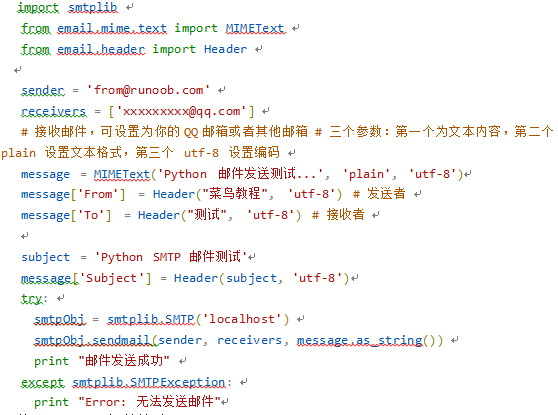 import smtplib
from email.mime.text import MIMEText
from email.header import Header
sender = 'from@runoob.com'
receivers = ['xxxxxxxxx@qq.com']
# 接收邮件，可设置为你的QQ邮箱或者其他邮箱 # 三个参数：第一个为文本内容，第二个
plain 设置文本格式，第三个 utf-8 设置编码
message = MIMEText('Python 邮件发送测试...', 'plain', 'utf-8')
message['From'] = Header("菜鸟教程", 'utf-8') # 发送者
message['To'] = Header("测试", 'utf-8') # 接收者
subject = 'Python SMTP 邮件测试'
message['Subject'] = Header(subject, 'utf-8')
try:
smtpObj = smtplib.SMTP('localhost')
smtpObj.sendmail(sender, receivers, message.as_string())
print "邮件发送成功"
except smtplib.SMTPException:
print "Error: 无法发送邮件"